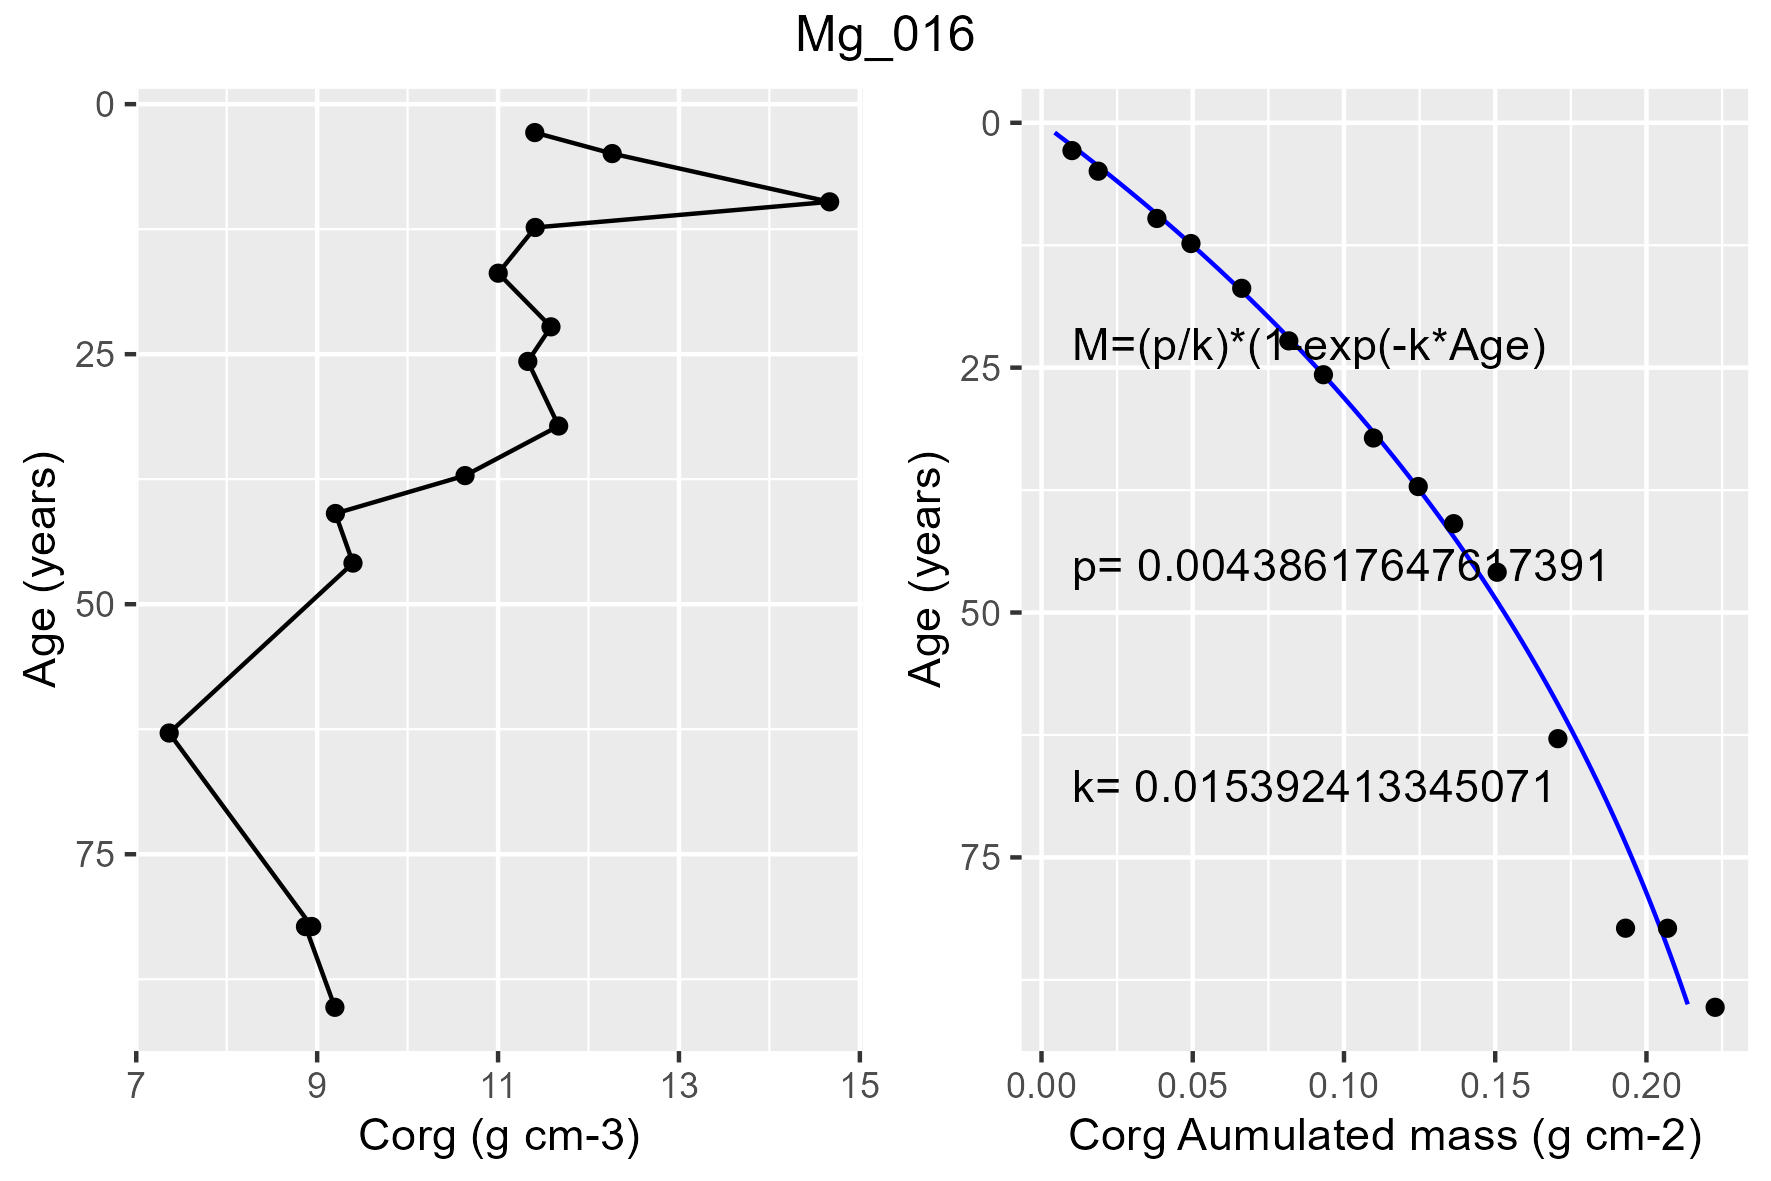 Mg_016
0
25
50
75
Age (years)
7 9 11 13 15
Corg (g cm-3)
0
25
50
75
Age (years)
M=(p/k)*(1-exp(-k*Age)
p= 0.00438617647617391
k= 0.015392413345071
0.00 0.05 0.10 0.15 0.20
Corg Aumulated mass (g cm-2)